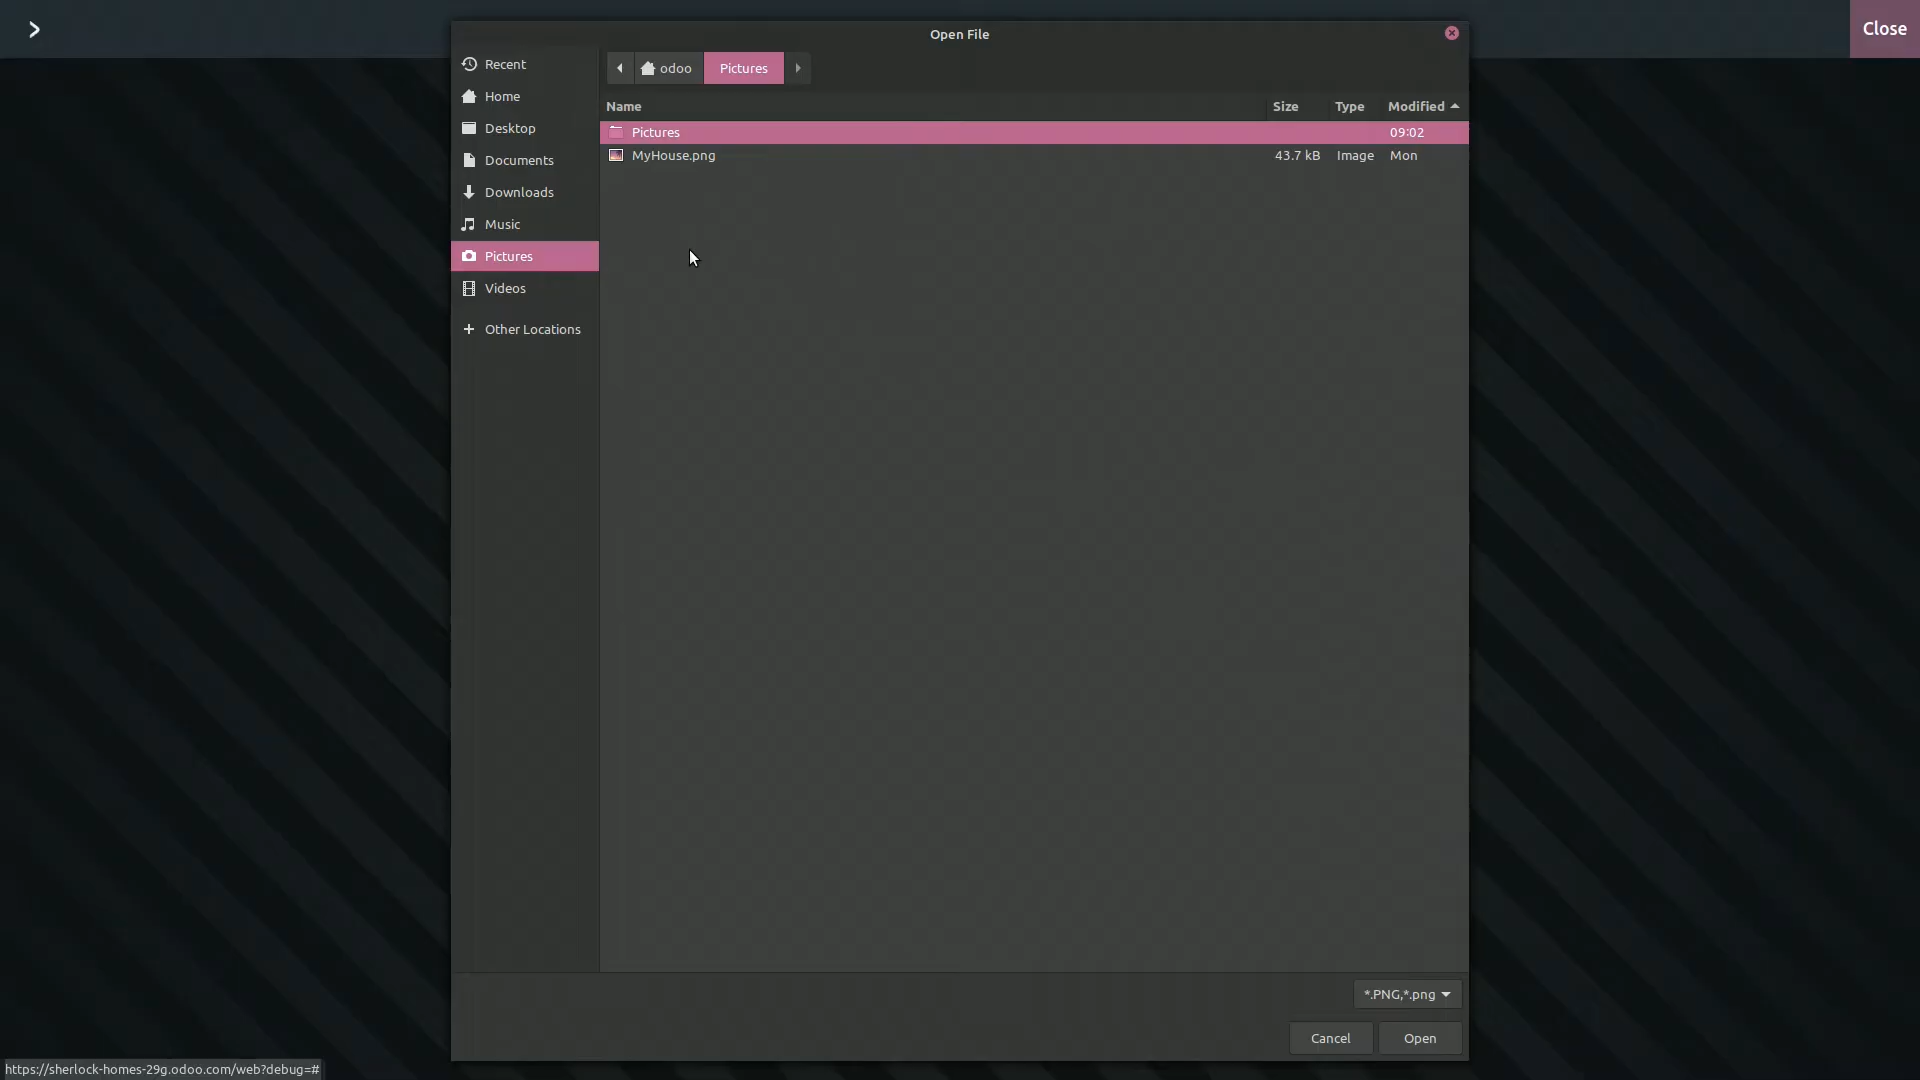 Open File
Close
Recent
Home
Desktop
Documents
Downloads
Music
Pictures
Videos
Other Locations
odoo Pictures
Name Size Type Modified
Pictures 09:02
MyHouse.png 43.7 kB Image Mon
*.PNG,*.png
Cancel Open
https://sherlock-homes-29g.odoo.com/web?debug=#